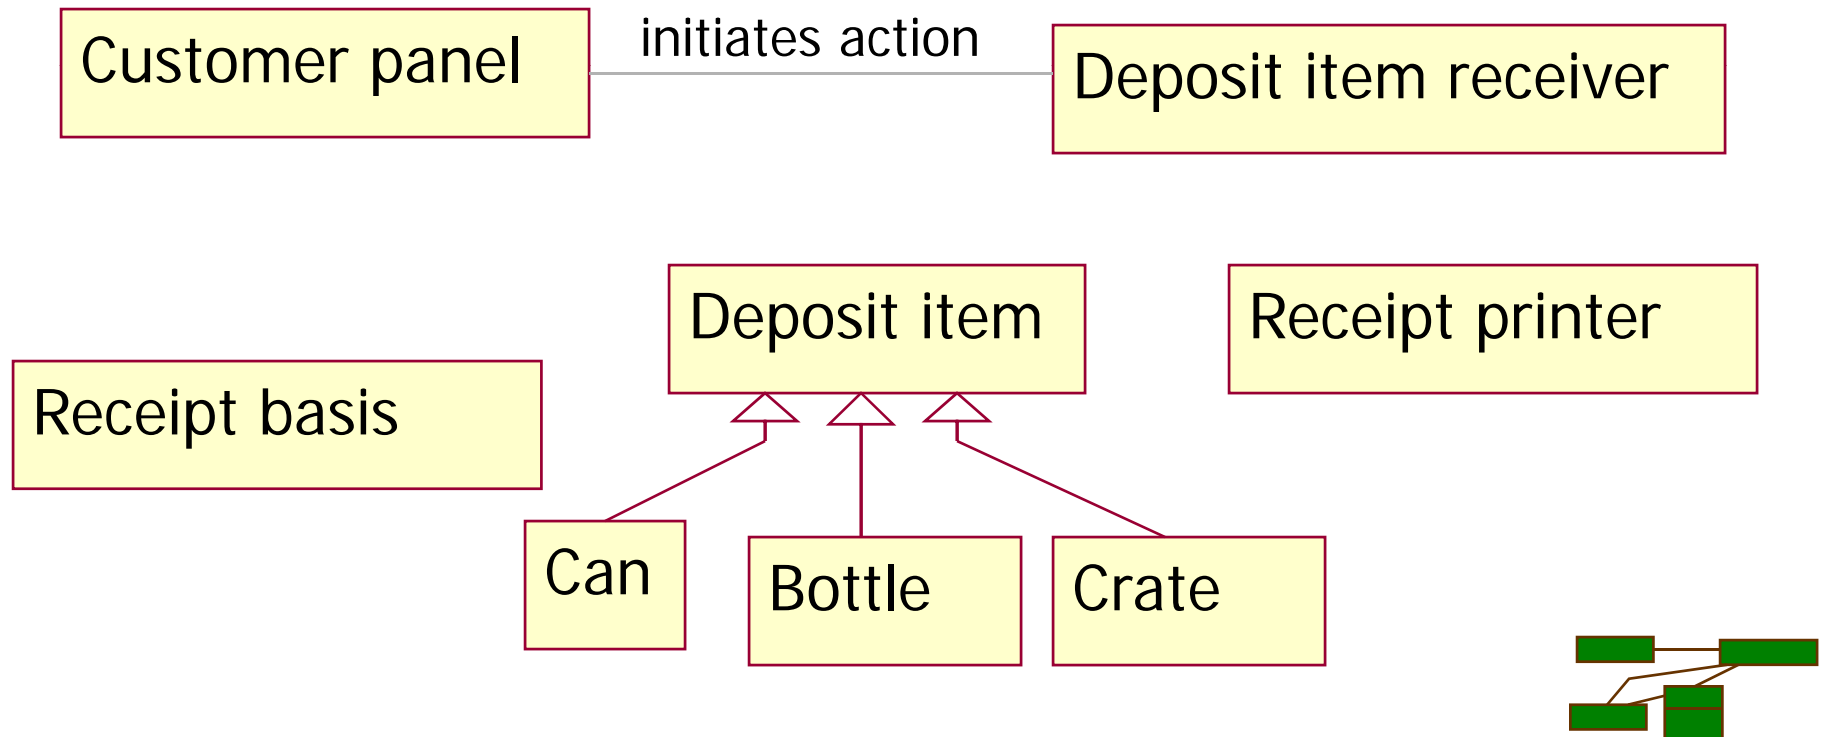 Customer panel
initiates action
Deposit item receiver
Deposit item
Receipt printer
Receipt basis
Can
Bottle
Crate